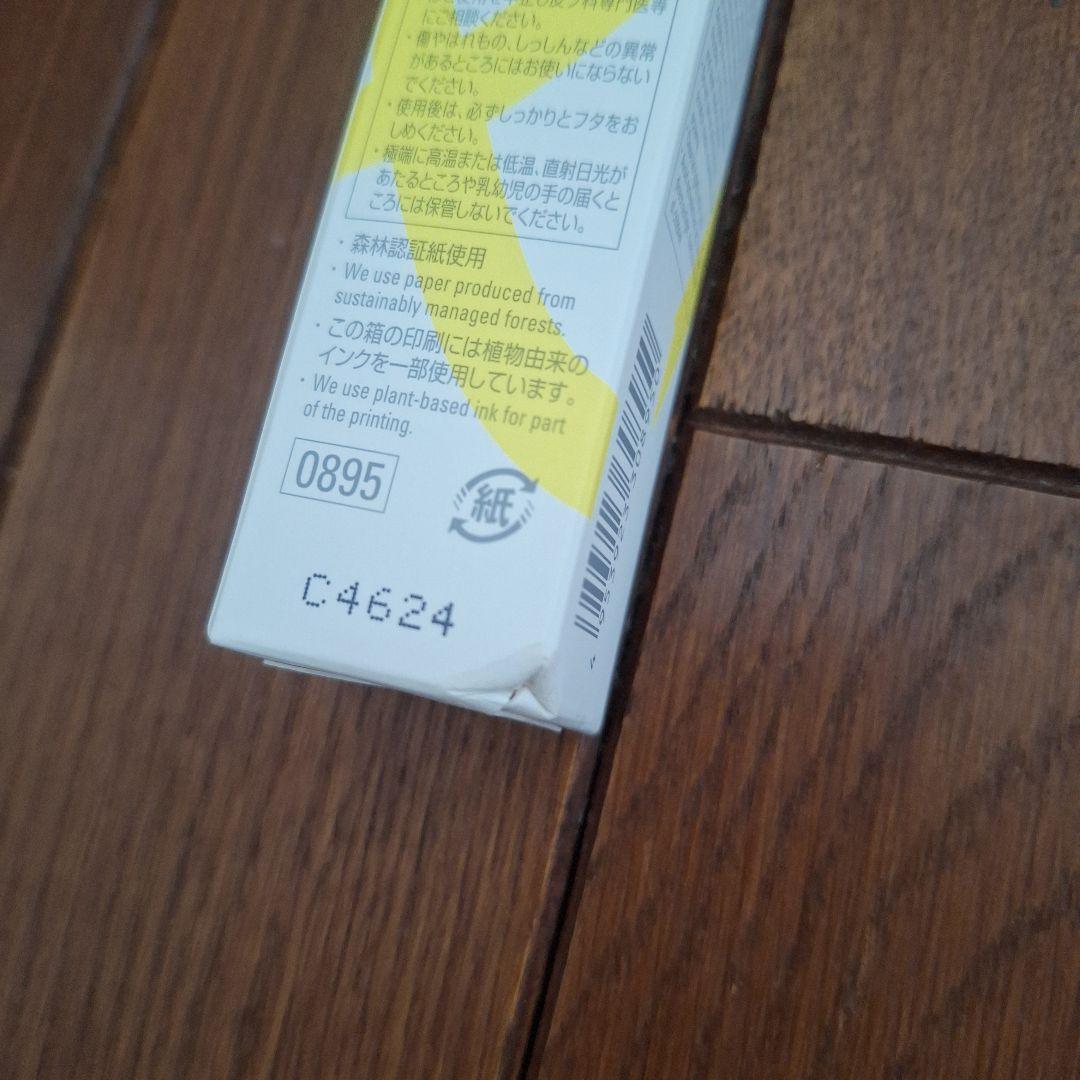 にご相談ください。
・傷やはれもの、しっしんなどの異常
があるところにはお使いにならない
でください。
・使用後は、必ずしっかりとフタをお
しめください。
・極端に高温または低温、直射日光が
あたるところや乳幼児の手の届くと
ころには保管しないでください。
・森林認証紙使用
・We use paper produced from
sustainably managed forests.
・この箱の印刷には植物由来の
インクを一部使用しています。
・We use plant-based ink for part
of the printing.
0895
紙
C4624